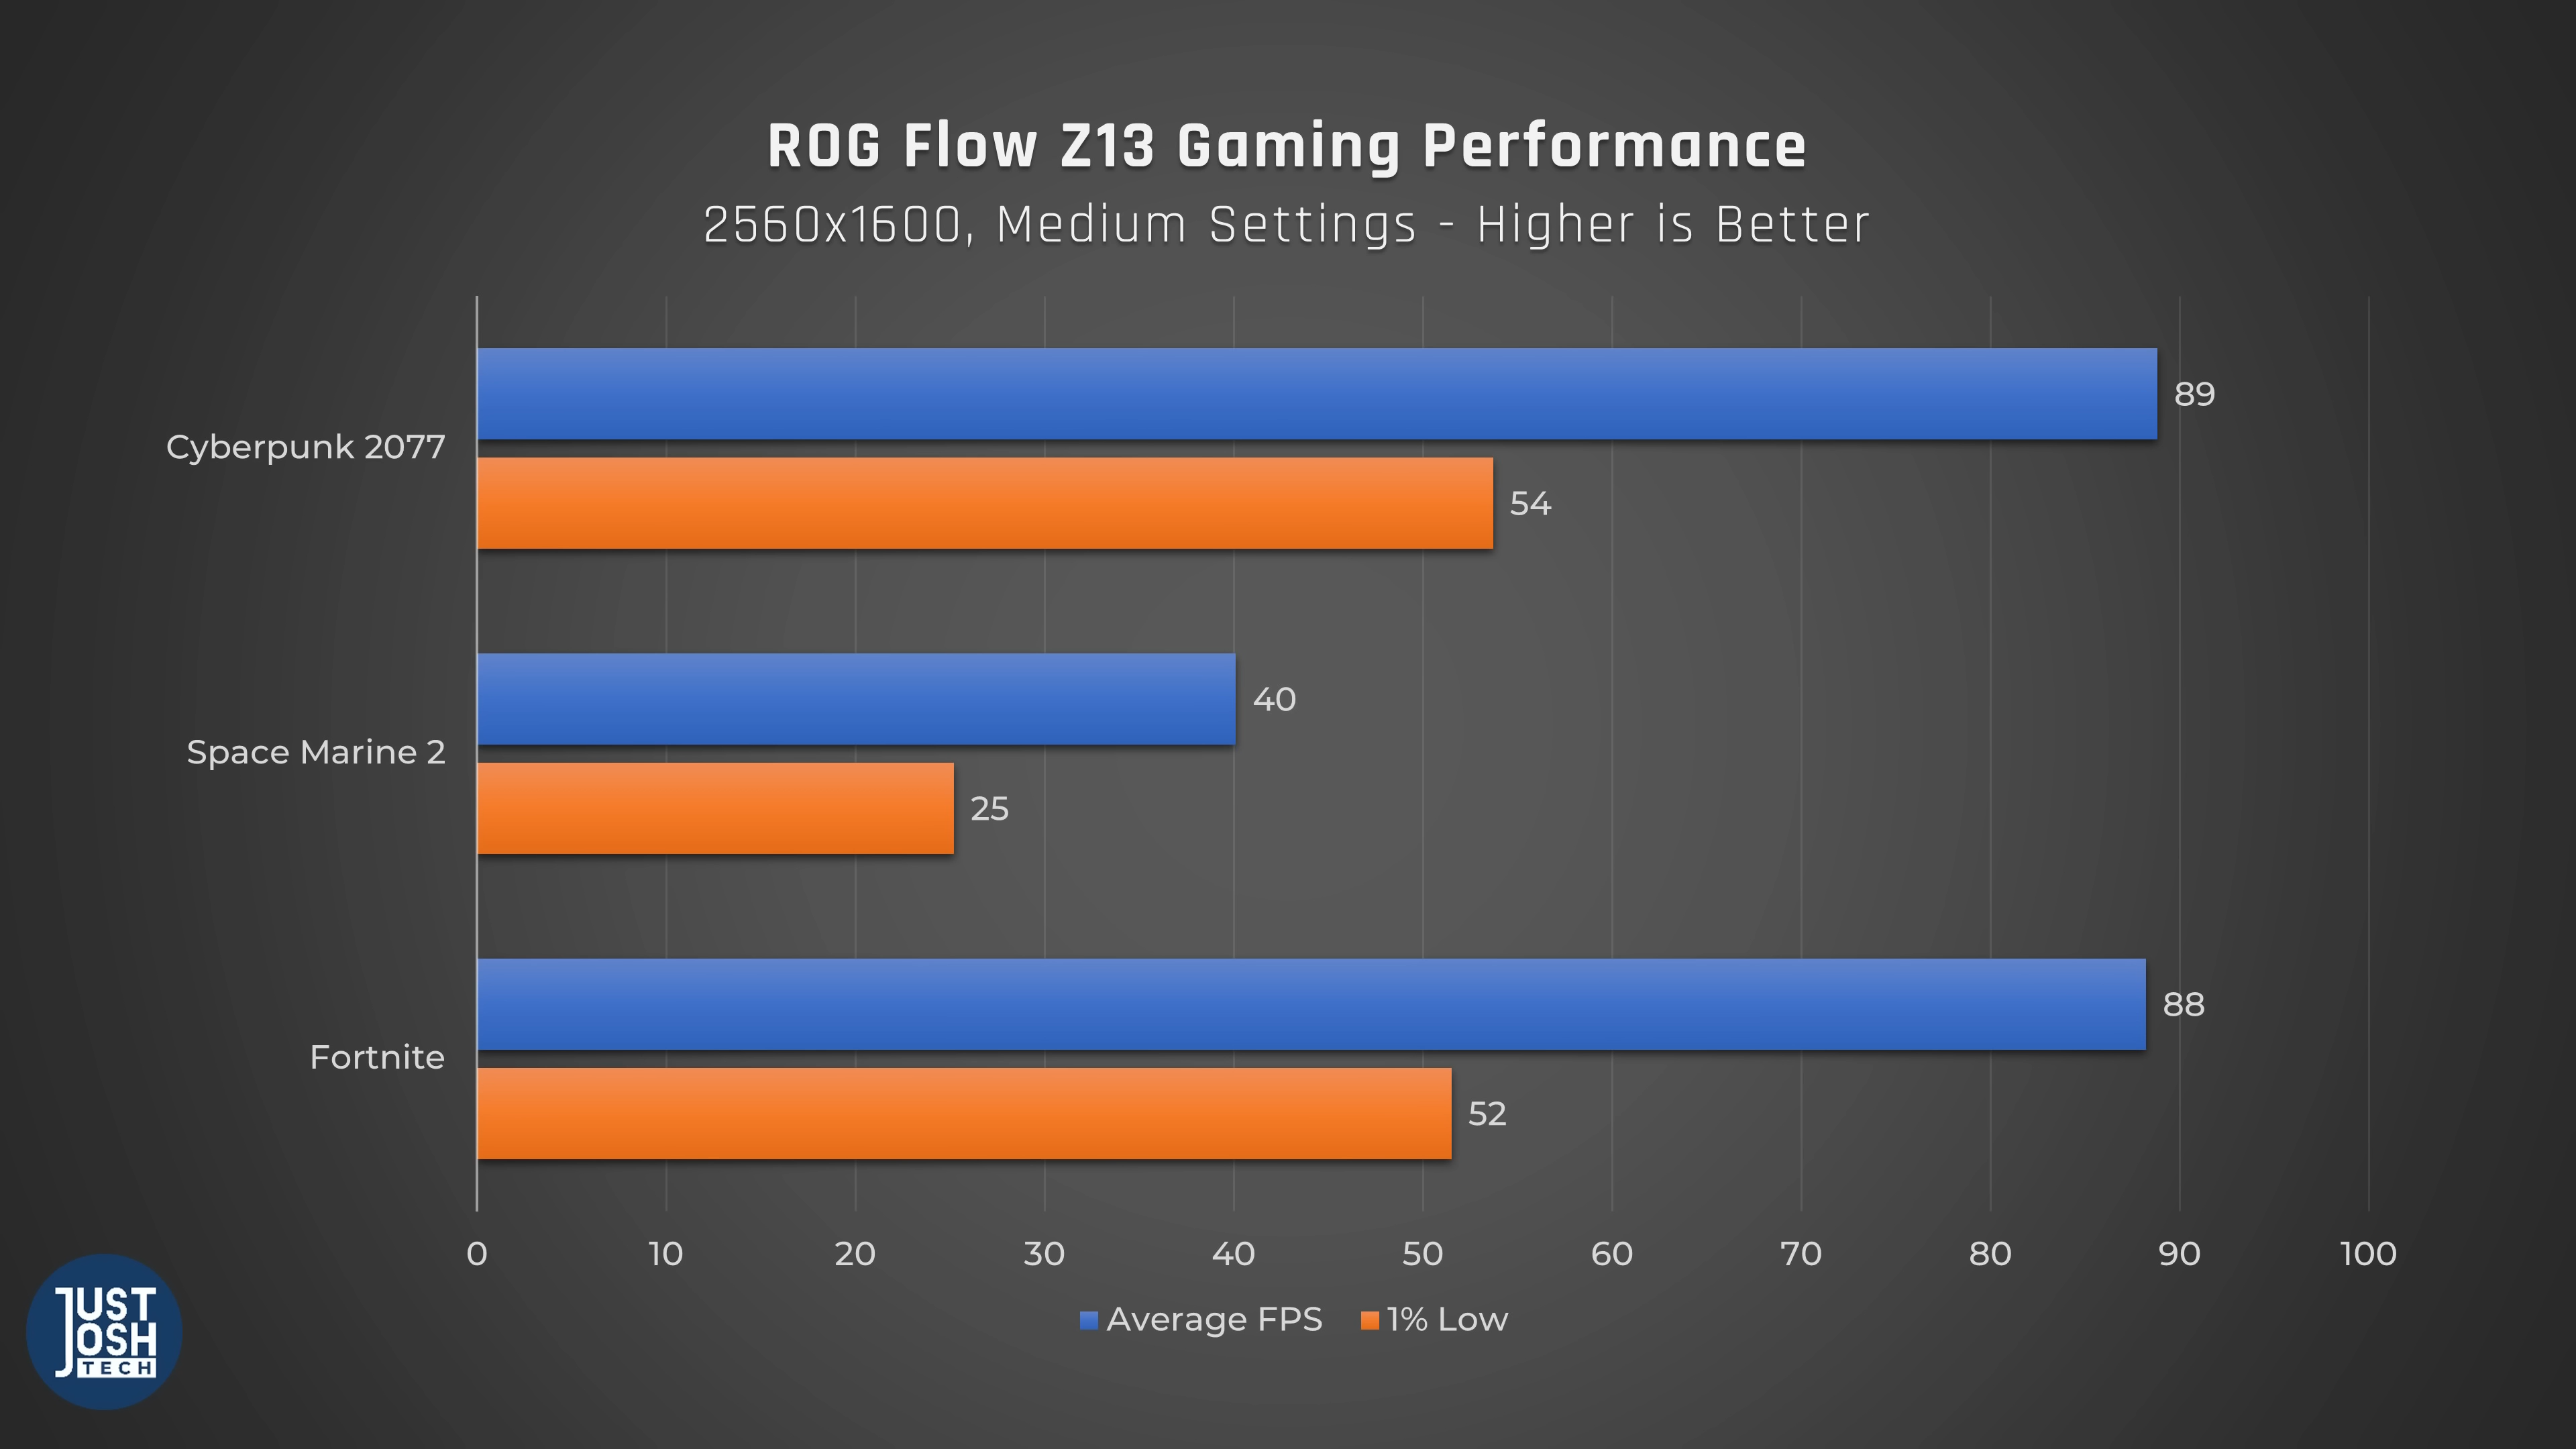 ROG Flow Z13 Gaming Performance
2560x1600, Medium Settings - Higher is Better
Cyberpunk 2077
89
54
Space Marine 2
40
25
Fortnite
88
52
0 10 20 30 40 50 60 70 80 90 100
Average FPS 1% Low
JUST
JOSH
TECH